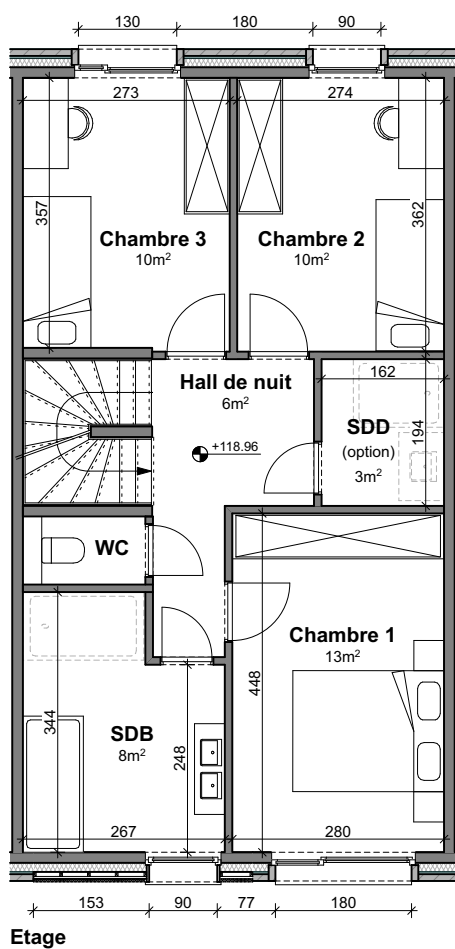 130
180
90
273
274
357
362
Chambre 3
10m²
Chambre 2
10m²
Hall de nuit
6m²
162
SDD
(option)
3m²
194
+118.96
WC
Chambre 1
13m²
448
344
SDB
8m²
248
267
280
153
90
77
180
Etage